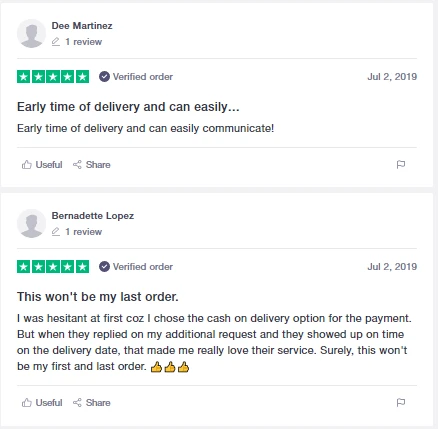 Dee Martinez
1 review
Verified order
Jul 2, 2019
Early time of delivery and can easily...
Early time of delivery and can easily communicate!
Useful
Share
Bernadette Lopez
1 review
Verified order
Jul 2, 2019
This won't be my last order.
I was hesitant at first coz I chose the cash on delivery option for the payment.
But when they replied on my additional request and they showed up on time
on the delivery date, that made me really love their service. Surely, this won't
be my first and last order. 👍👍👍
Useful
Share